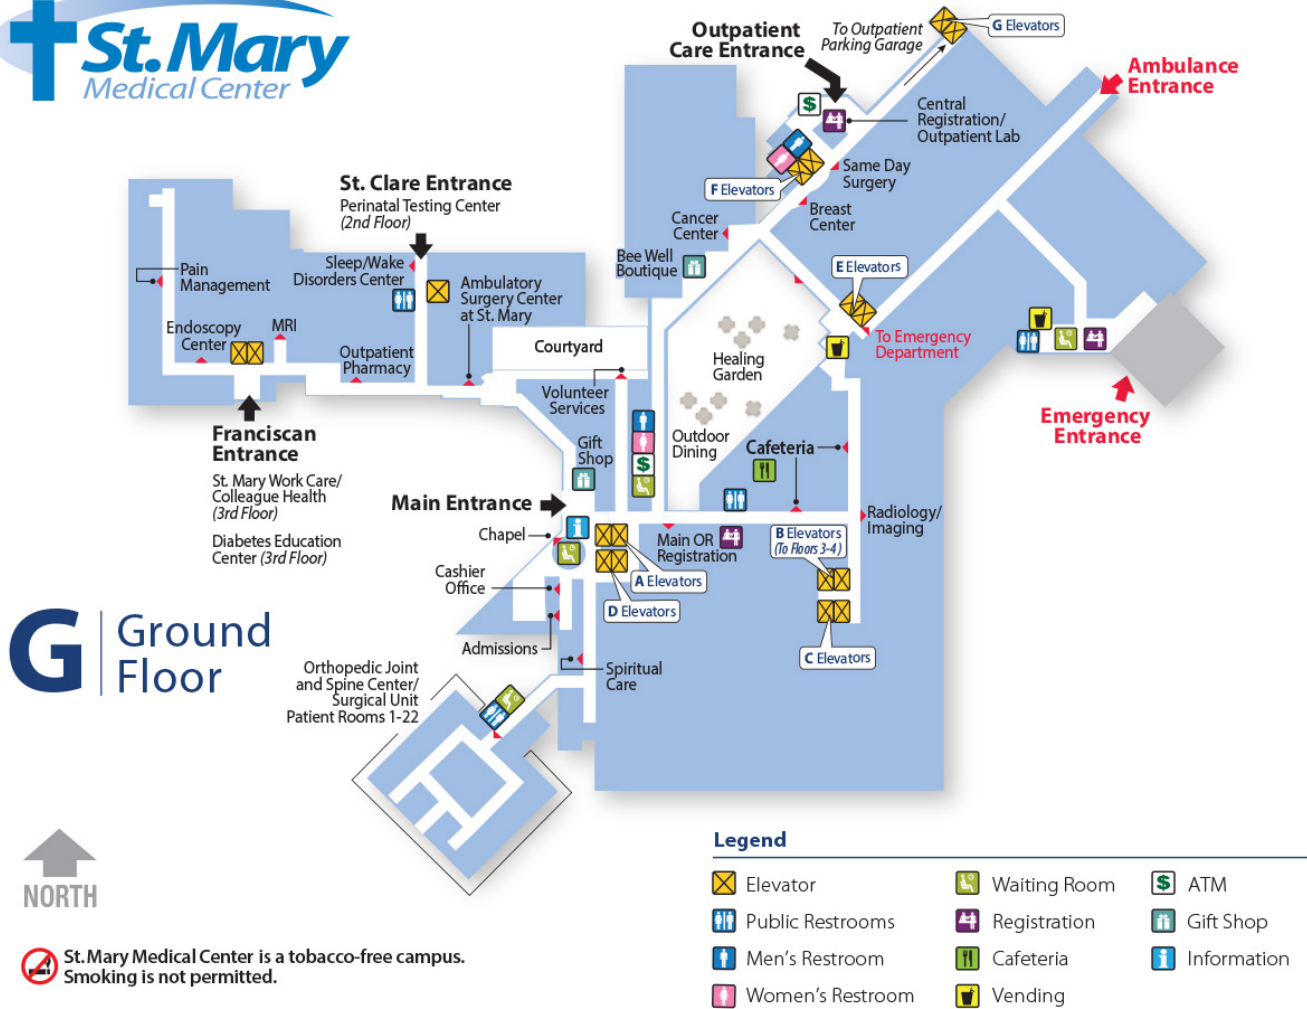 St. Mary
Medical Center
Outpatient
Care Entrance
To Outpatient
Parking Garage
G Elevators
Ambulance
Entrance
$
Central
Registration/
Outpatient Lab
Same Day
Surgery
F Elevators
Breast
Center
Cancer
Center
Bee Well
Boutique
E Elevators
St. Clare Entrance
Perinatal Testing Center
(2nd Floor)
Sleep/Wake
Disorders Center
Pain
Management
Ambulatory
Surgery Center
at St. Mary
Endoscopy
Center
MRI
Outpatient
Pharmacy
Courtyard
Volunteer
Services
Healing
Garden
To Emergency
Department
Emergency
Entrance
Franciscan
Entrance
St. Mary Work Care/
Colleague Health
(3rd Floor)
Diabetes Education
Center (3rd Floor)
Gift
Shop
$
Outdoor
Dining
Cafeteria
Main Entrance
Chapel
i
Main OR
Registration
B Elevators
(To Floors 3-4)
Radiology/
Imaging
Cashier
Office
A Elevators
D Elevators
Admissions
C Elevators
Spiritual
Care
Orthopedic Joint
and Spine Center/
Surgical Unit
Patient Rooms 1-22
G
Ground
Floor
NORTH
St. Mary Medical Center is a tobacco-free campus.
Smoking is not permitted.
Legend
Elevator
Public Restrooms
Men's Restroom
Women's Restroom
Waiting Room
Registration
Cafeteria
Vending
$ ATM
Gift Shop
i Information